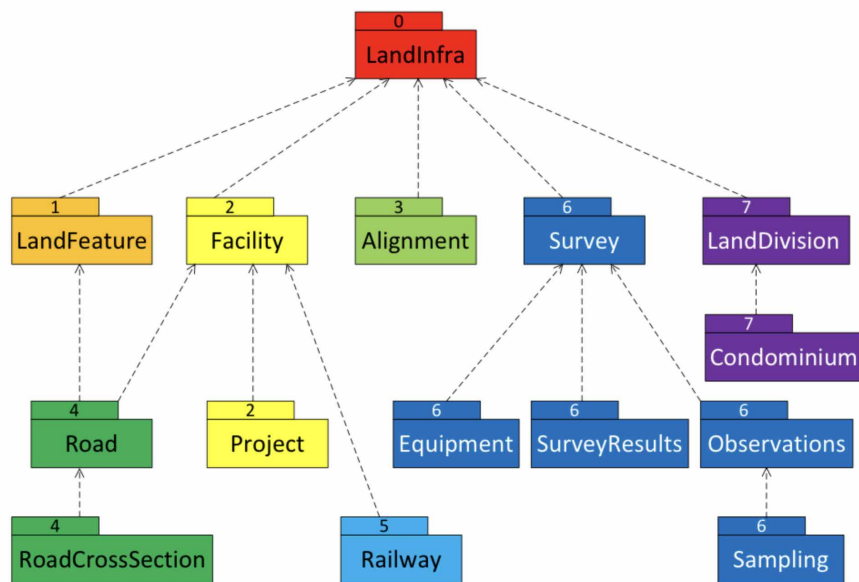 0
LandInfra
1
LandFeature
2
Facility
3
Alignment
6
Survey
7
LandDivision
7
Condominium
4
Road
2
Project
6
Equipment
6
SurveyResults
6
Observations
4
RoadCrossSection
5
Railway
6
Sampling